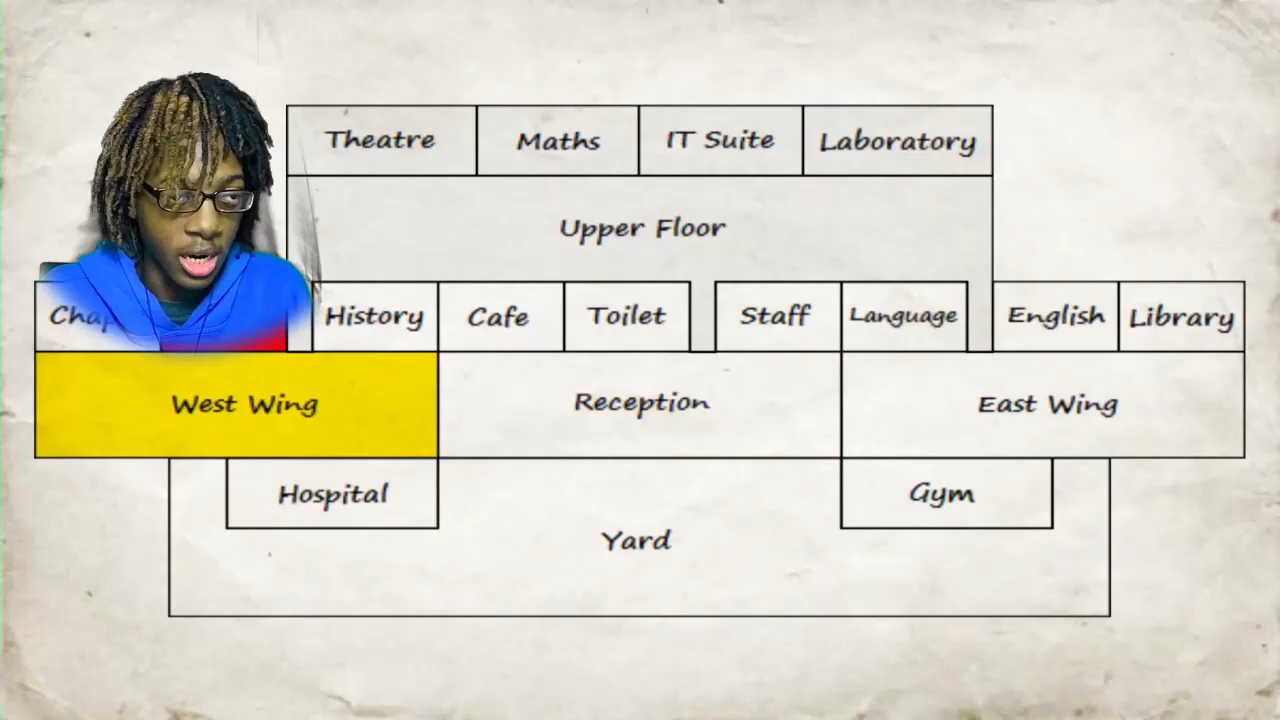 Theatre
Maths
IT Suite
Laboratory
Upper Floor
History
Cafe
Toilet
Staff
Language
English
Library
West Wing
Reception
East Wing
Hospital
Gym
Yard